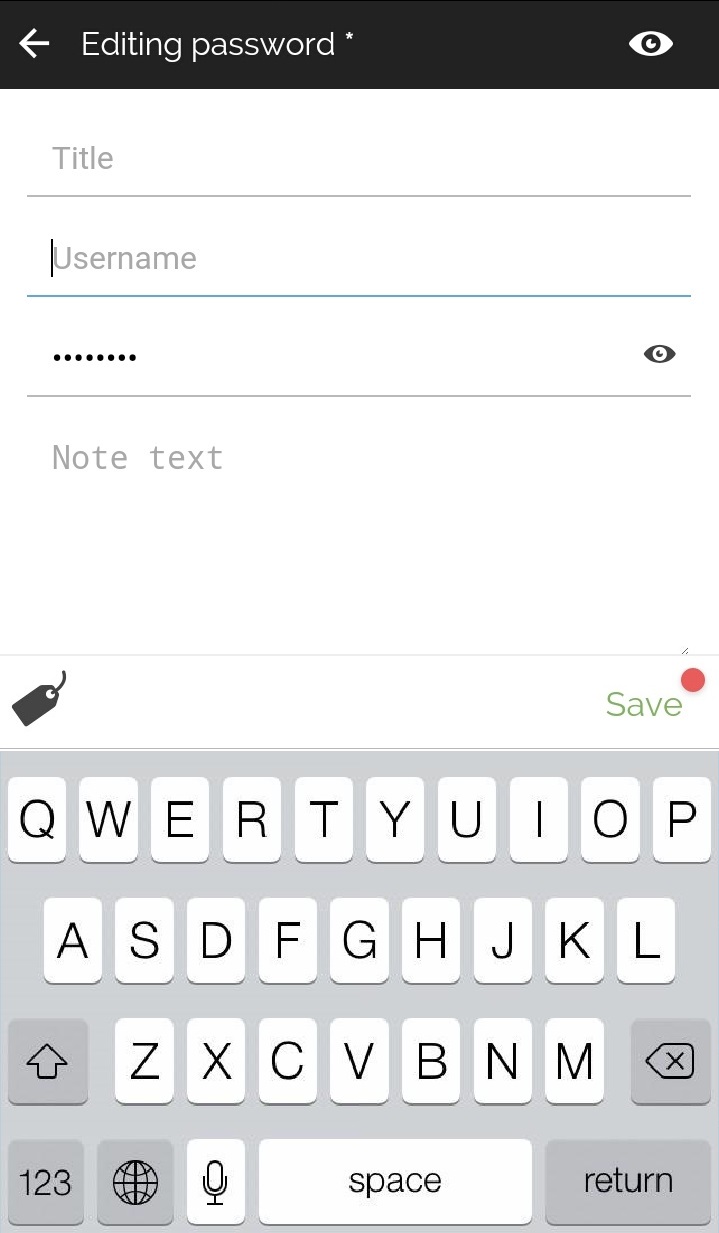 Editing password *
Title
Username
••••••••
Note text
Save
Q W E R T Y U I O P
A S D F G H J K L
Z X C V B N M
123 space return